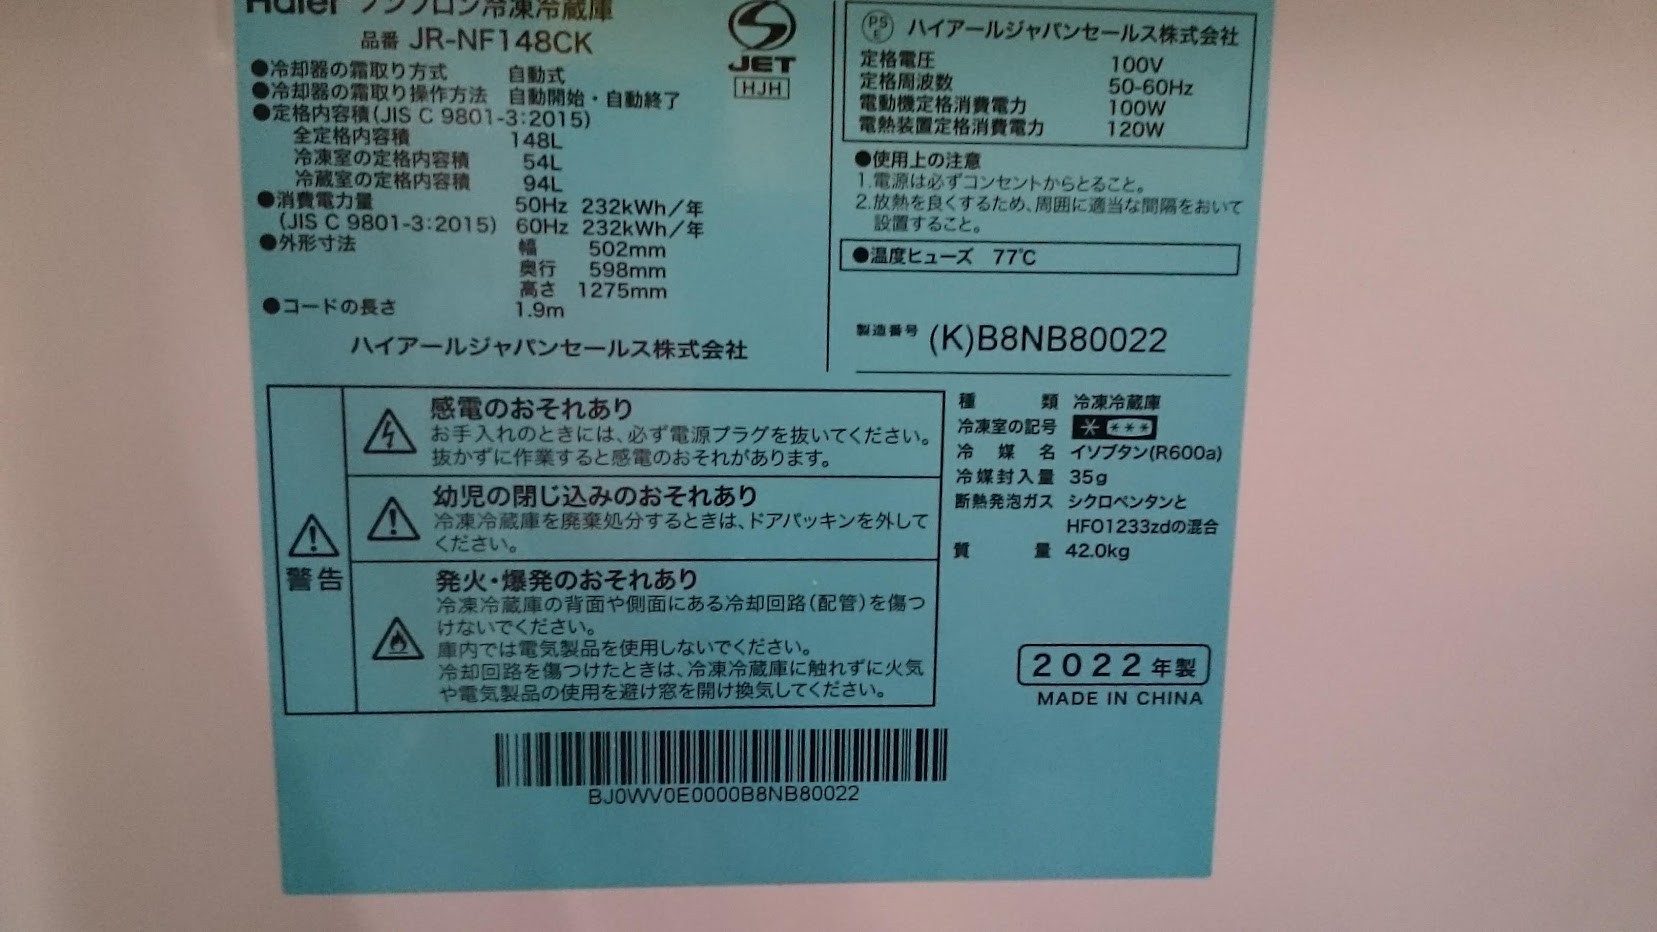 Haier ノンフロン冷凍冷蔵庫
品番 JR-NF148CK
●冷却器の霜取り方式 自動式
●冷却器の霜取り操作方法 自動開始・自動終了
●定格内容積(JIS C 9801-3:2015)
全定格内容積 148L
冷凍室の定格内容積 54L
冷蔵室の定格内容積 94L
●消費電力量 50Hz 232kWh/年
(JIS C 9801-3:2015) 60Hz 232kWh/年
●外形寸法 幅 502mm
奥行 598mm
高さ 1275mm
●コードの長さ 1.9m
ハイアールジャパンセールス株式会社
S
JET
HJH
PSE ハイアールジャパンセールス株式会社
定格電圧 100V
定格周波数 50-60Hz
電動機定格消費電力 100W
電熱装置定格消費電力 120W
●使用上の注意
1.電源は必ずコンセントからとること。
2.放熱を良くするため、周囲に適当な間隔をおいて
設置すること。
●温度ヒューズ 77℃
製造番号 (K)B8NB80022
警告
感電のおそれあり
お手入れのときには、必ず電源プラグを抜いてください。
抜かずに作業すると感電のおそれがあります。
幼児の閉じ込みのおそれあり
冷凍冷蔵庫を廃棄処分するときは、ドアパッキンを外して
ください。
発火・爆発のおそれあり
冷凍冷蔵庫の背面や側面にある冷却回路(配管)を傷つ
けないでください。
庫内では電気製品を使用しないでください。
冷却回路を傷つけたときは、冷凍冷蔵庫に触れずに火気
や電気製品の使用を避け窓を開け換気してください。
種類 冷凍冷蔵庫
冷凍室の記号 * ***
冷媒名 イソブタン(R600a)
冷媒封入量 35g
断熱発泡ガス シクロペンタンと
HFO1233zdの混合
質量 42.0kg
2022年製
MADE IN CHINA
BJ0WV0E0000B8NB80022